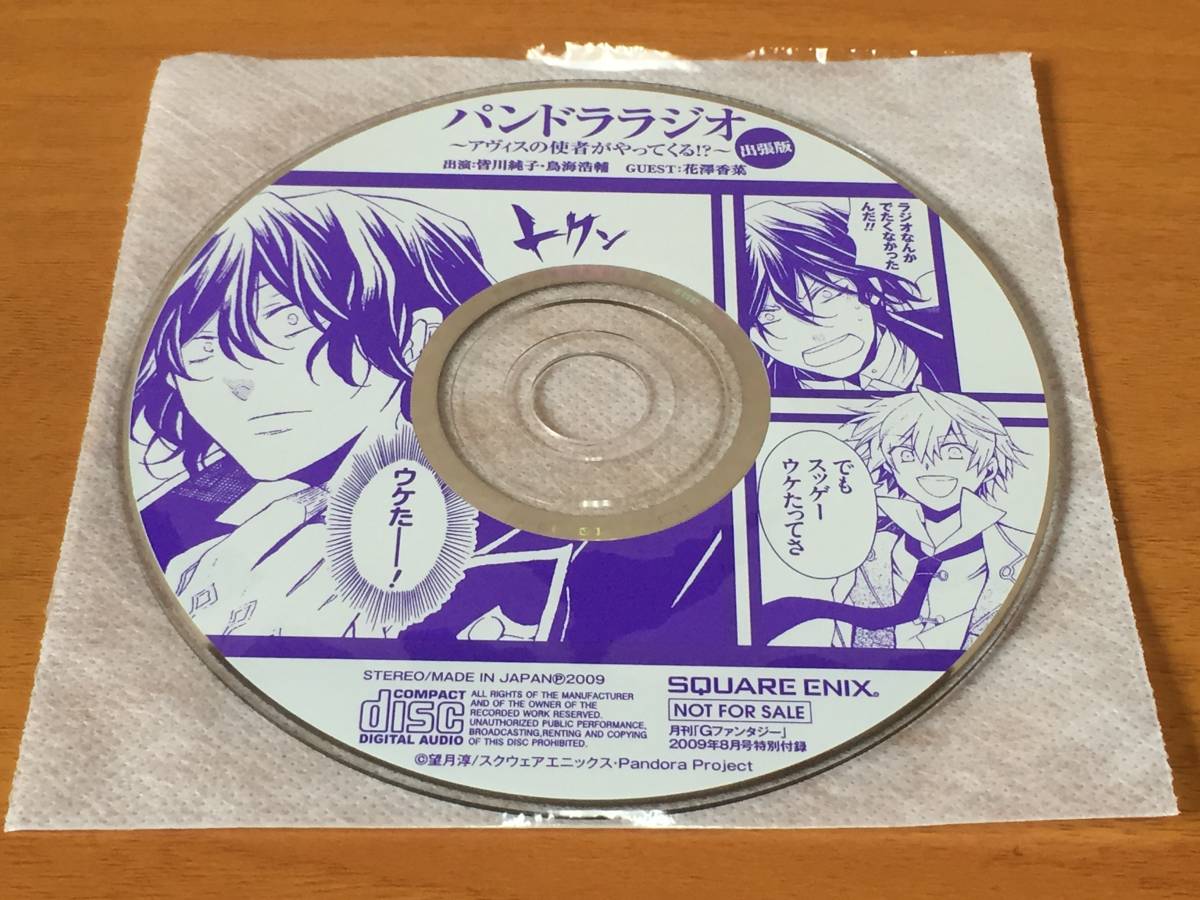 パンドララジオ
～アヴィスの使者がやってくる!?～
出張版
出演:皆川純子・鳥海浩輔　GUEST:花澤香菜
トクン
ラジオなんか
でたくなかった
んだ!!
でも
スッゲー
ウケたってさ
ウケたー!
STEREO/MADE IN JAPANⓅ2009
COMPACT
disc
DIGITAL AUDIO
ALL RIGHTS OF THE MANUFACTURER
AND OF THE OWNER OF THE
RECORDED WORK RESERVED.
UNAUTHORIZED PUBLIC PERFORMANCE,
BROADCASTING,RENTING AND COPYING
OF THIS DISC PROHIBITED.
SQUARE ENIX®
NOT FOR SALE
月刊「Gファンタジー」
2009年8月号特別付録
©望月淳/スクウェアエニックス・Pandora Project